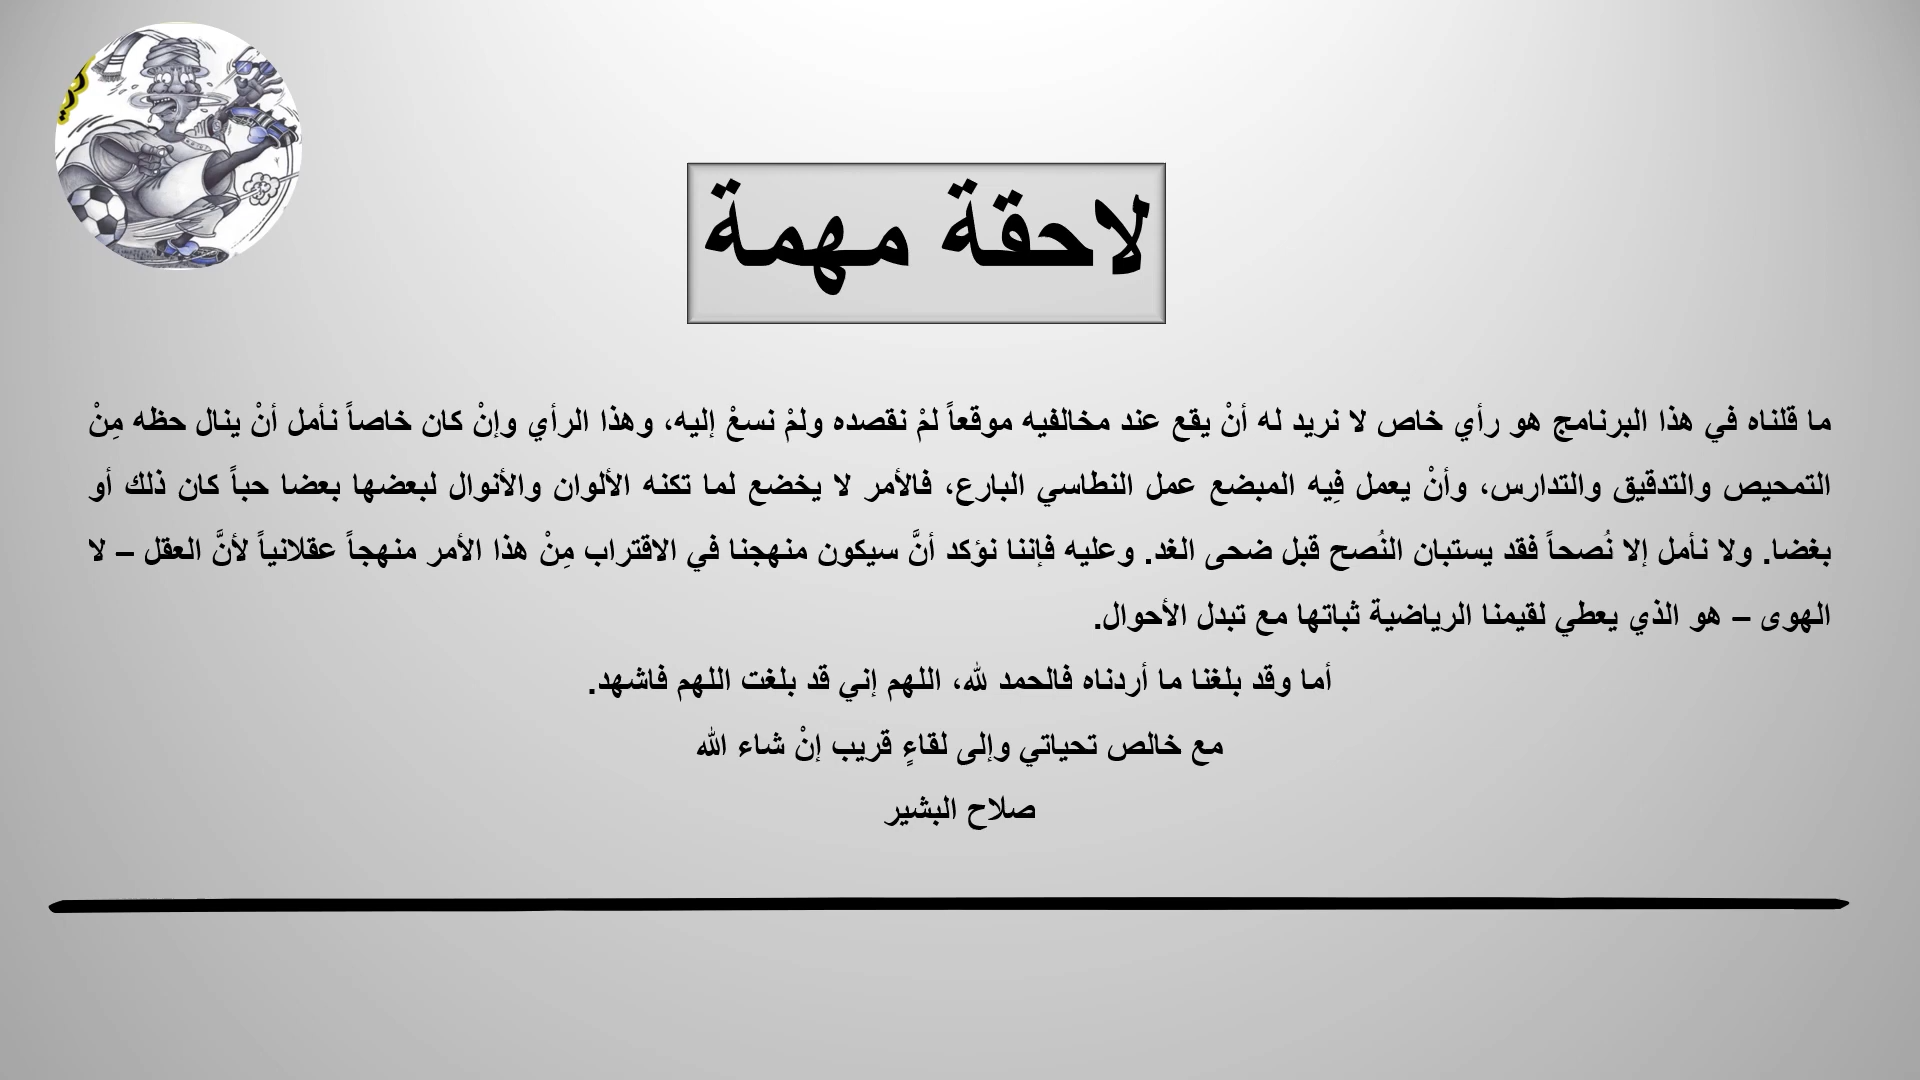 لاحقة مهمة
ما قلناه في هذا البرنامج هو رأي خاص لا نريد له أنْ يقع عند مخالفيه موقعاً لمْ نقصده ولمْ نسعْ إليه، وهذا الرأي وإنْ كان خاصاً نأمل أنْ ينال حظه مِنْ
التمحيص والتدقيق والتدارس، وأنْ يعمل فِيه المبضع عمل النطاسي البارع، فالأمر لا يخضع لما تكنه الألوان والأنوال لبعضها بعضا حباً كان ذلك أو
بغضا. ولا نأمل إلا نُصحاً فقد يستبان النُصح قبل ضحى الغد. وعليه فإننا نؤكد أنَّ سيكون منهجنا في الاقتراب مِنْ هذا الأمر منهجاً عقلانياً لأنَّ العقل – لا
الهوى – هو الذي يعطي لقيمنا الرياضية ثباتها مع تبدل الأحوال.
أما وقد بلغنا ما أردناه فالحمد لله، اللهم إني قد بلغت اللهم فاشهد.
مع خالص تحياتي وإلى لقاءٍ قريب إنْ شاء الله
صلاح البشير